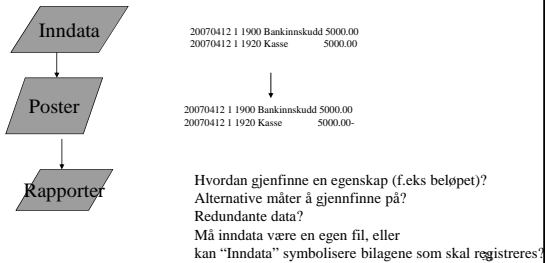 Inndata
20070412 1 1900 Bankinnskudd 5000.00
20070412 1 1920 Kasse 5000.00
Poster
20070412 1 1900 Bankinnskudd 5000.00
20070412 1 1920 Kasse 5000.00-
Rapporter
Hvordan gjenfinne en egenskap (f.eks beløpet)?
Alternative måter å gjennfinne på?
Redundante data?
Må inndata være en egen fil, eller
kan “Inndata” symbolisere bilagene som skal registreres?